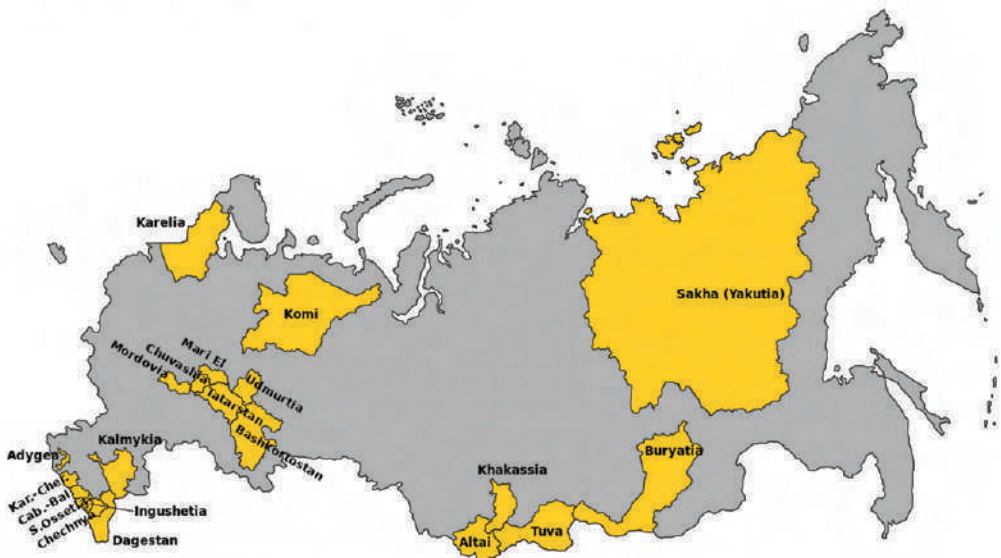 Karelia
Sakha (Yakutia)
Komi
Mari El
Chuvashia
Mordovia
Udmurtia
Tatarstan
Bashkortostan
Kalmykia
Adygea
Buryatia
Khakassia
Kar.-Cher.
Cab.-Bal
S.Ossetia
Chechnya
Ingushetia
Dagestan
Altai
Tuva